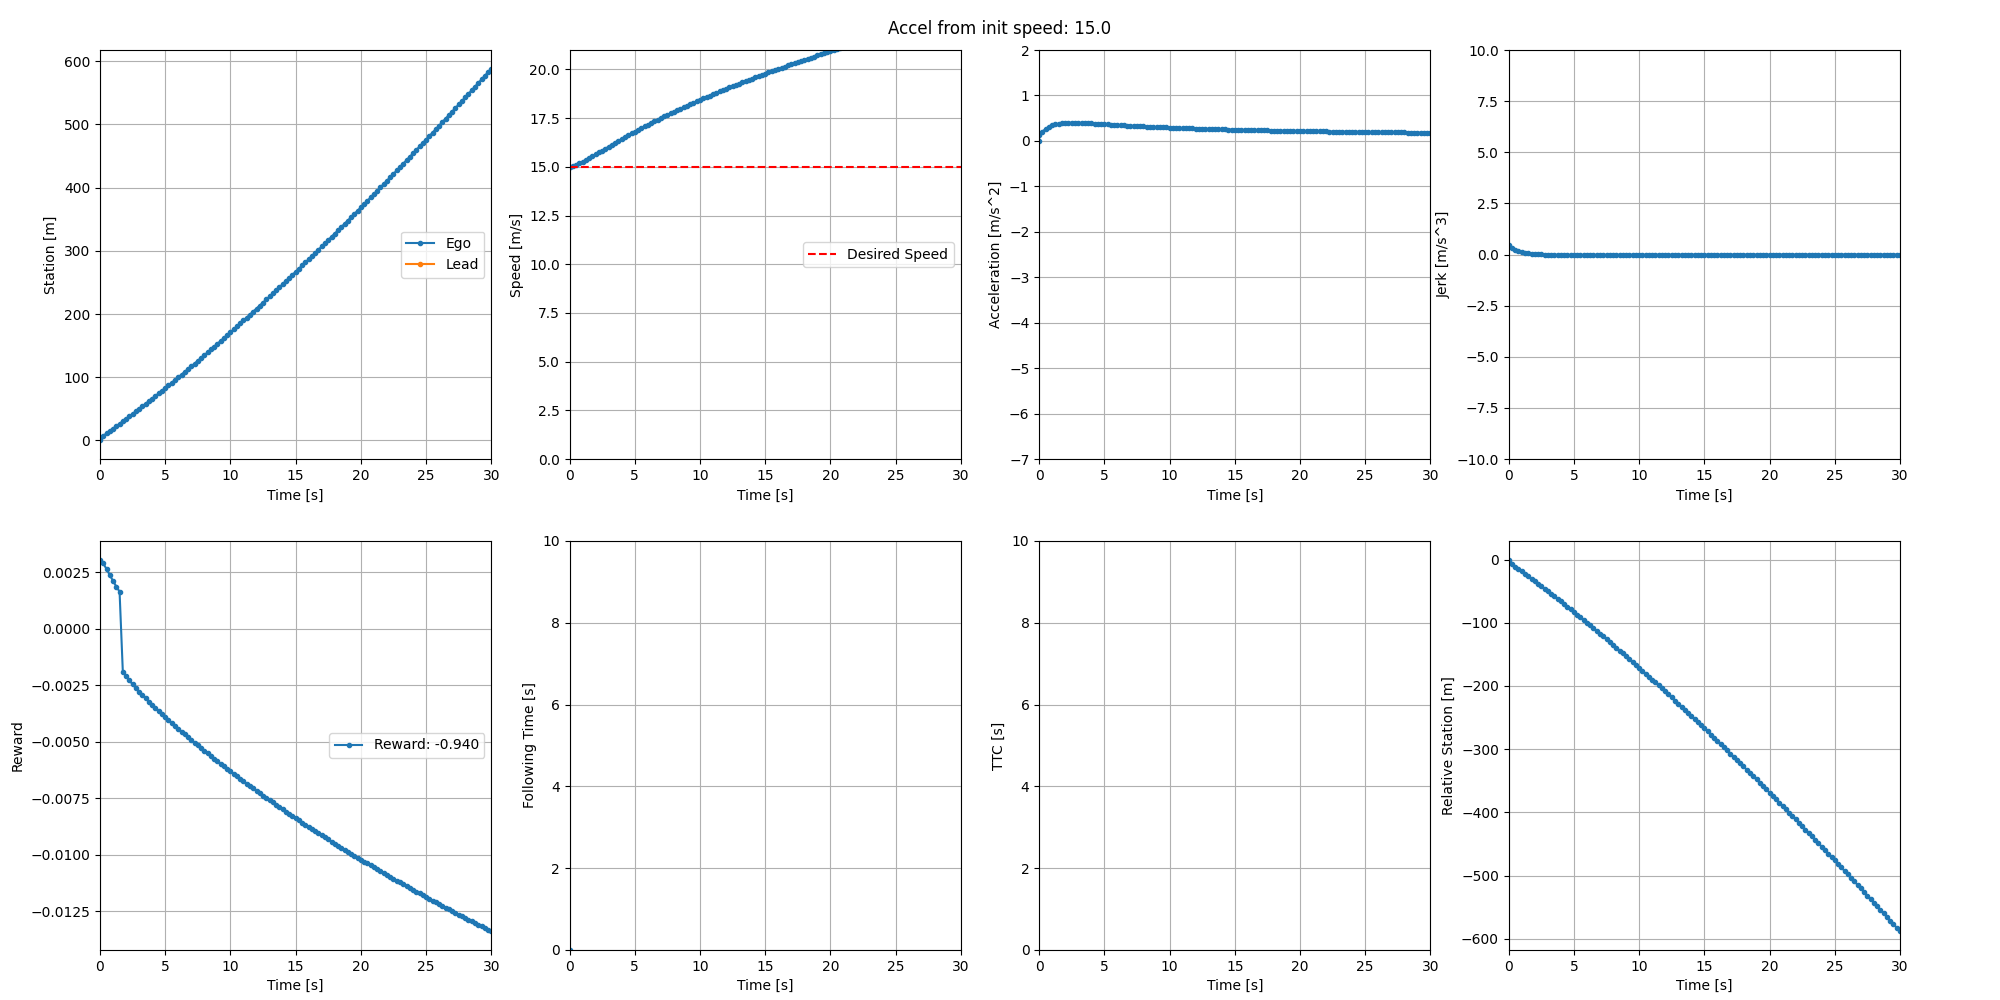 Accel from init speed: 15.0
600
500
400
300
200
100
0
Station [m]
Ego
Lead
0 5 10 15 20 25 30
Time [s]
20.0
17.5
15.0
12.5
10.0
7.5
5.0
2.5
0.0
Speed [m/s]
Desired Speed
0 5 10 15 20 25 30
Time [s]
2
1
0
−1
−2
−3
−4
−5
−6
−7
Acceleration [m/s^2]
0 5 10 15 20 25 30
Time [s]
10.0
7.5
5.0
2.5
0.0
−2.5
−5.0
−7.5
−10.0
Jerk [m/s^3]
0 5 10 15 20 25 30
Time [s]
0.0025
0.0000
−0.0025
−0.0050
−0.0075
−0.0100
−0.0125
Reward
Reward: -0.940
0 5 10 15 20 25 30
Time [s]
10
8
6
4
2
0
Following Time [s]
0 5 10 15 20 25 30
Time [s]
10
8
6
4
2
0
TTC [s]
0 5 10 15 20 25 30
Time [s]
0
−100
−200
−300
−400
−500
−600
Relative Station [m]
0 5 10 15 20 25 30
Time [s]